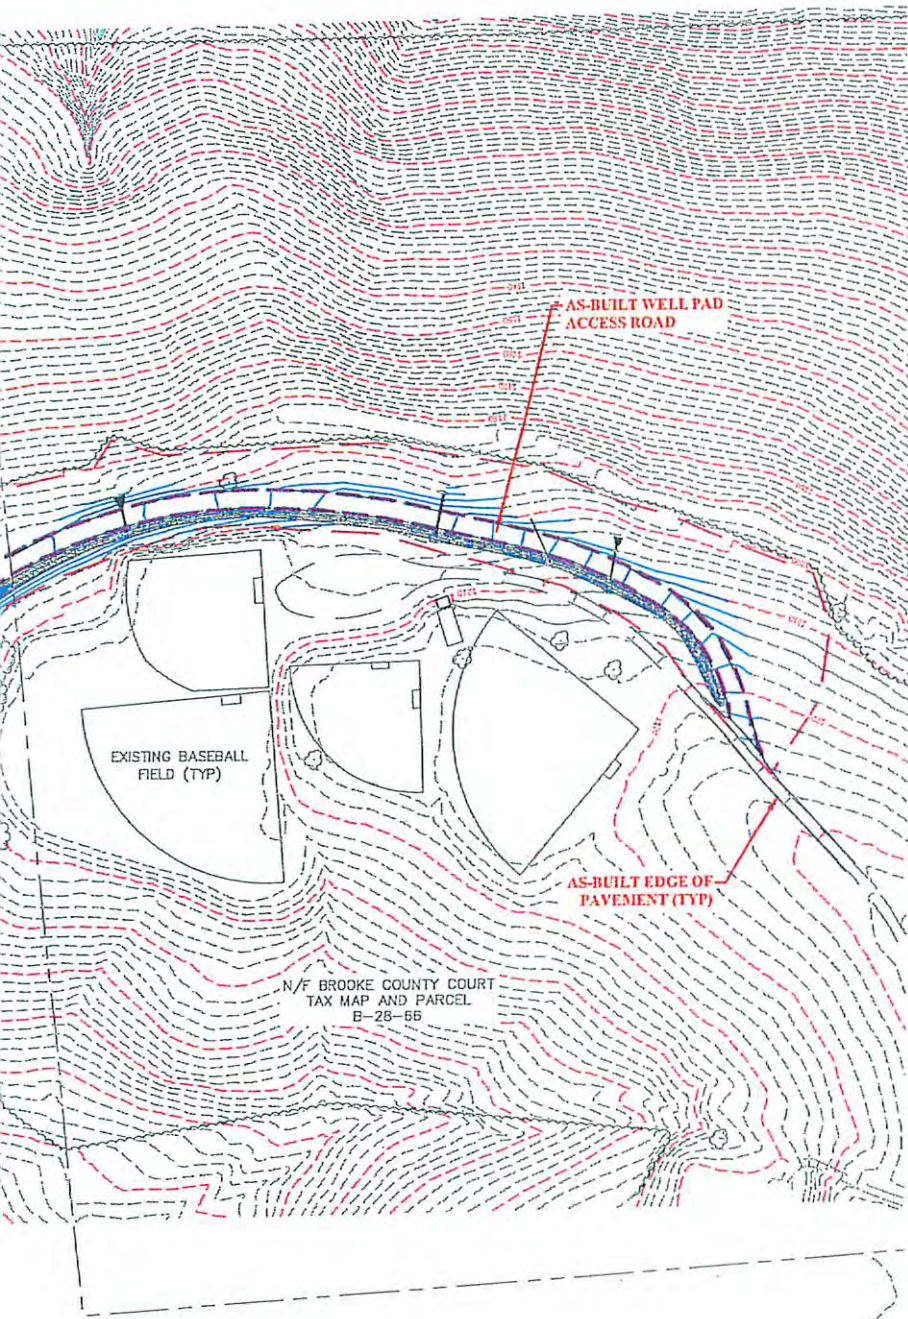 AS-BUILT WELL PAD
ACCESS ROAD
EXISTING BASEBALL
FIELD (TYP)
AS-BUILT EDGE OF
PAVEMENT (TYP)
N/F BROOKE COUNTY COURT
TAX MAP AND PARCEL
B-28-66